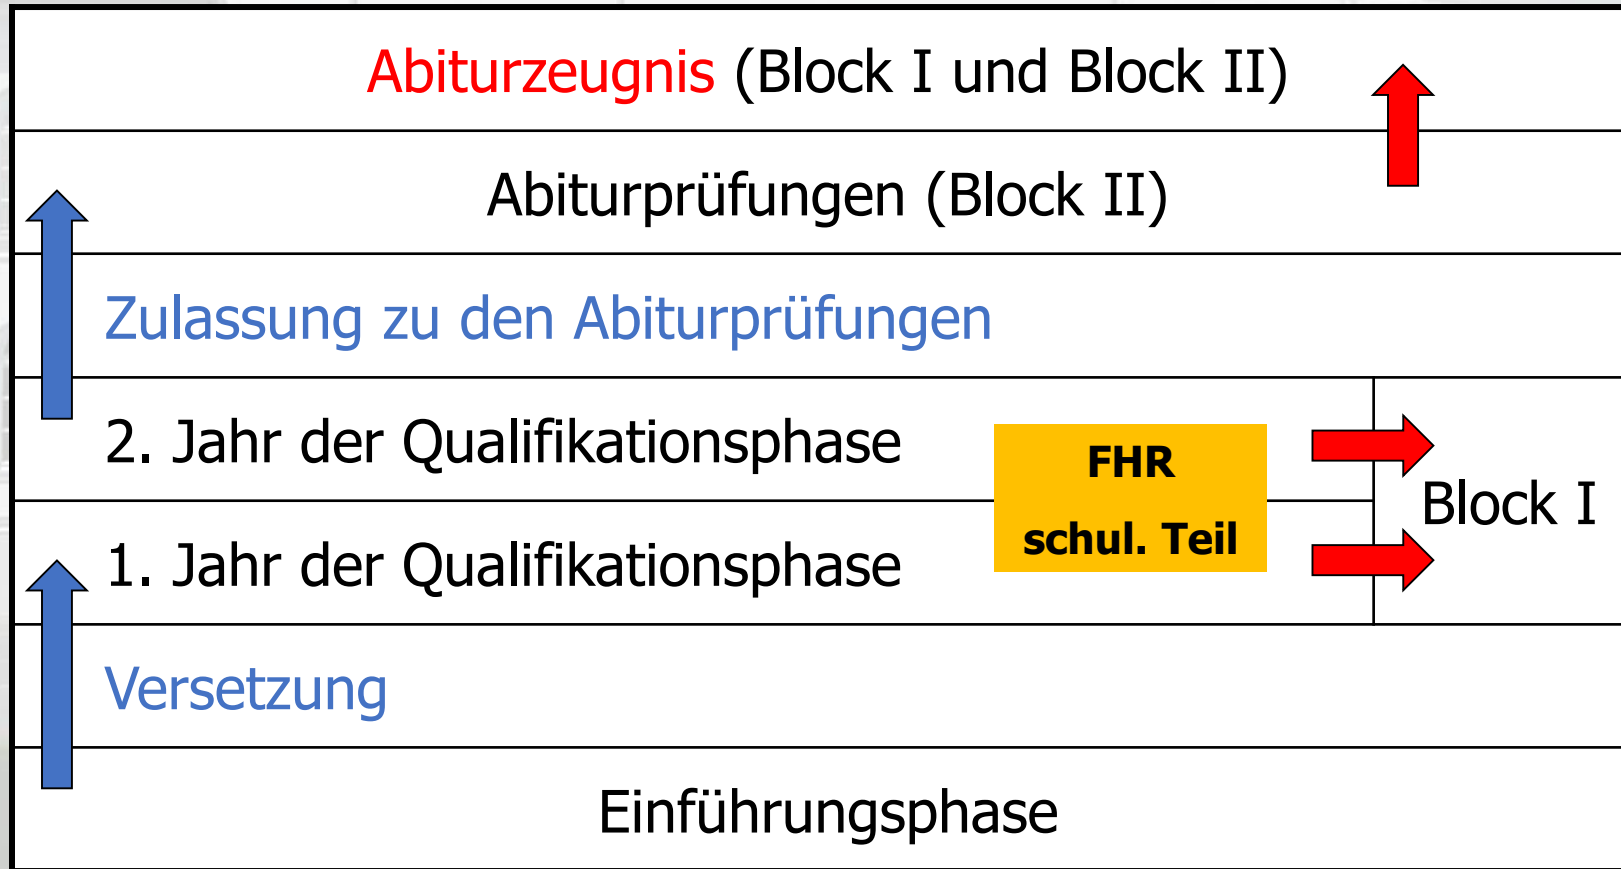 Abiturzeugnis (Block I und Block II)
Abiturprüfungen (Block II)
Zulassung zu den Abiturprüfungen
2. Jahr der Qualifikationsphase
FHR
schul. Teil
Block I
1. Jahr der Qualifikationsphase
Versetzung
Einführungsphase